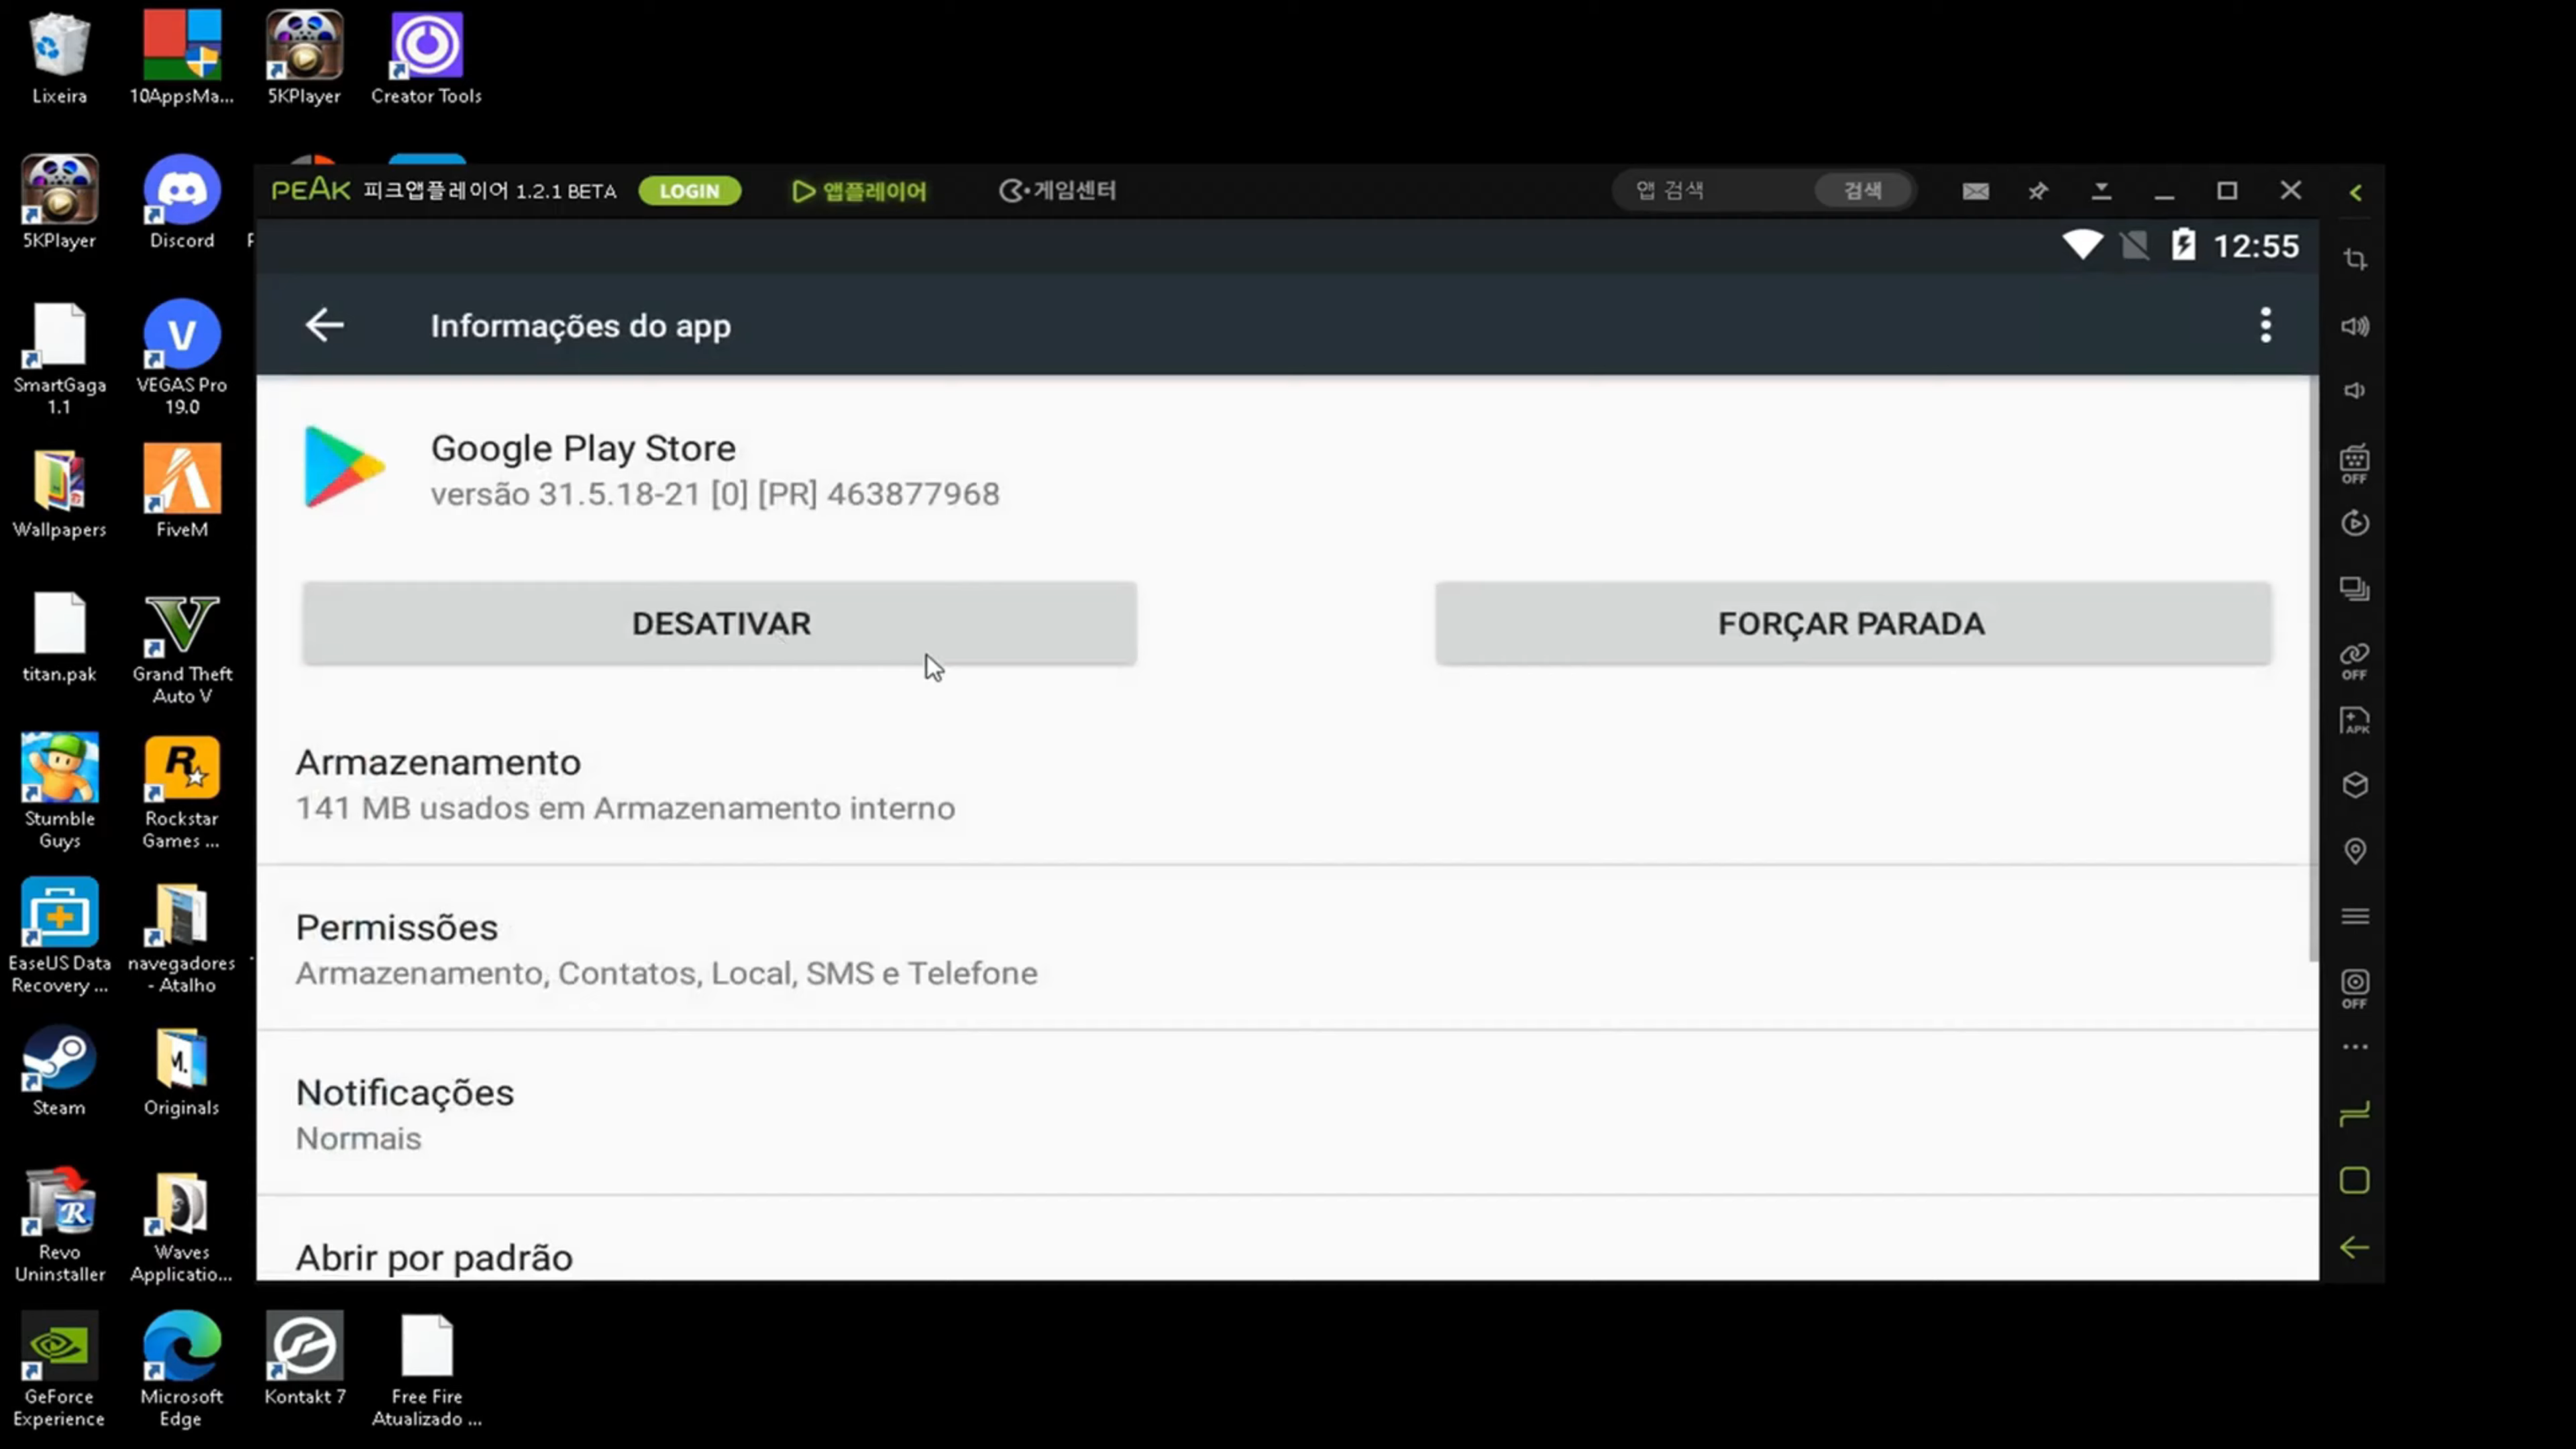 Lixeira
10AppsMa...
5KPlayer
Creator Tools
5KPlayer
Discord
SmartGaga
1.1
VEGAS Pro
19.0
Wallpapers
FiveM
titan.pak
Grand Theft
Auto V
Stumble
Guys
Rockstar
Games ...
EaseUS Data
Recovery ...
navegadores
- Atalho
Steam
Originals
Revo
Uninstaller
Waves
Applicatio...
GeForce
Experience
Microsoft
Edge
Kontakt 7
Free Fire
Atualizado ...
PEAK 피크앱플레이어 1.2.1 BETA LOGIN 앱플레이어 게임센터 앱 검색 검색
12:55
Informações do app
Google Play Store
versão 31.5.18-21 [0] [PR] 463877968
DESATIVAR
FORÇAR PARADA
Armazenamento
141 MB usados em Armazenamento interno
Permissões
Armazenamento, Contatos, Local, SMS e Telefone
Notificações
Normais
Abrir por padrão
OFF
OFF
APK
OFF